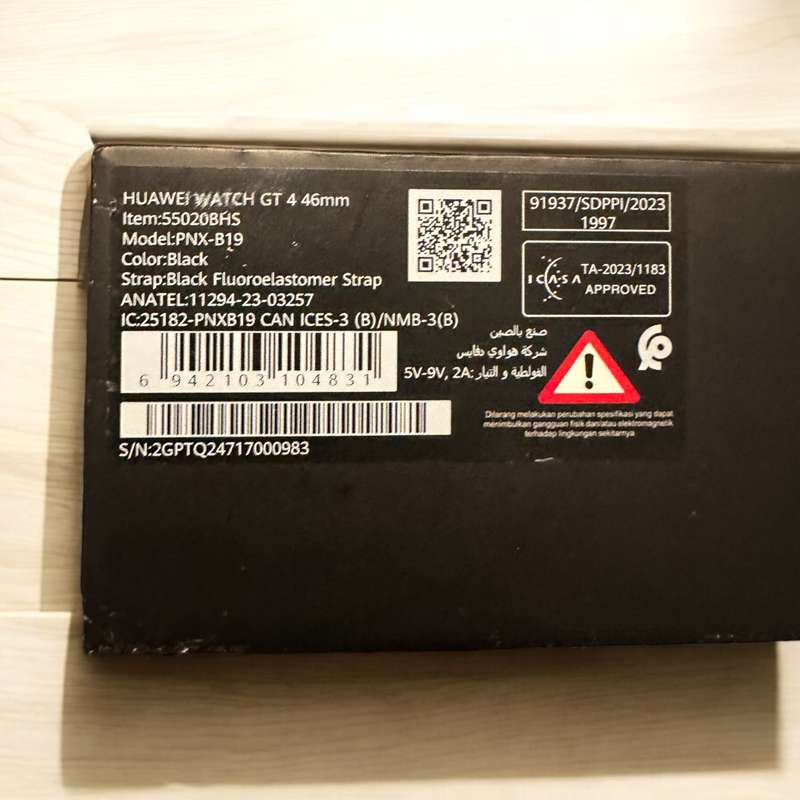 HUAWEI WATCH GT 4 46mm
Item:55020BHS
Model:PNX-B19
Color:Black
Strap:Black Fluoroelastomer Strap
ANATEL:11294-23-03257
IC:25182-PNXB19 CAN ICES-3 (B)/NMB-3(B)
6 942103 104831
S/N:2GPTQ24717000983
91937/SDPPI/2023
1997
ICASA
TA-2023/1183
APPROVED
صنع بالصين
شركة هواوي دفايس
الفولطية و التيار :5V-9V, 2A
!
Dilarang melakukan perubahan spesifikasi yang dapat
menimbulkan gangguan fisik dan/atau elektromagnetik
terhadap lingkungan sekitarnya